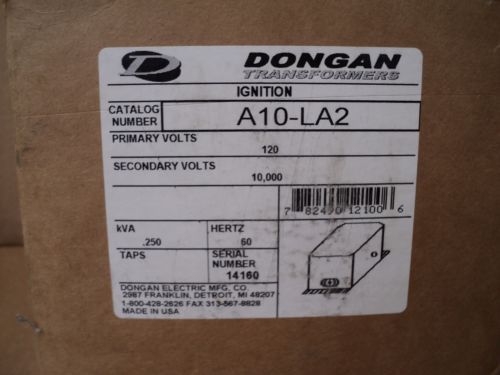 D DONGAN
TRANSFORMERS
IGNITION
CATALOG NUMBER A10-LA2
PRIMARY VOLTS
120
SECONDARY VOLTS
10,000
7 82490 12100 6
kVA HERTZ
.250 60
TAPS SERIAL NUMBER
14160
DONGAN ELECTRIC MFG. CO.
2987 FRANKLIN, DETROIT, MI 48207
1-800-428-2626 FAX 313-567-8828
MADE IN USA